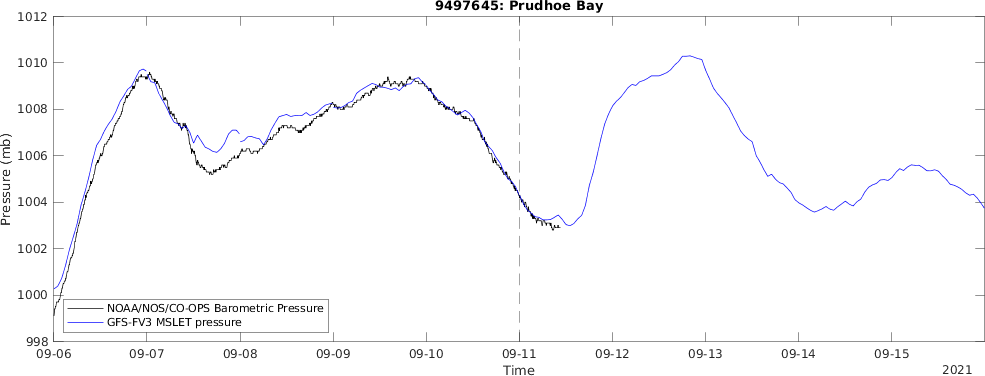 9497645: Prudhoe Bay
1012
1010
1008
1006
1004
1002
1000
998
Pressure (mb)
NOAA/NOS/CO-OPS Barometric Pressure
GFS-FV3 MSLET pressure
09-06 09-07 09-08 09-09 09-10 09-11 09-12 09-13 09-14 09-15
Time
2021